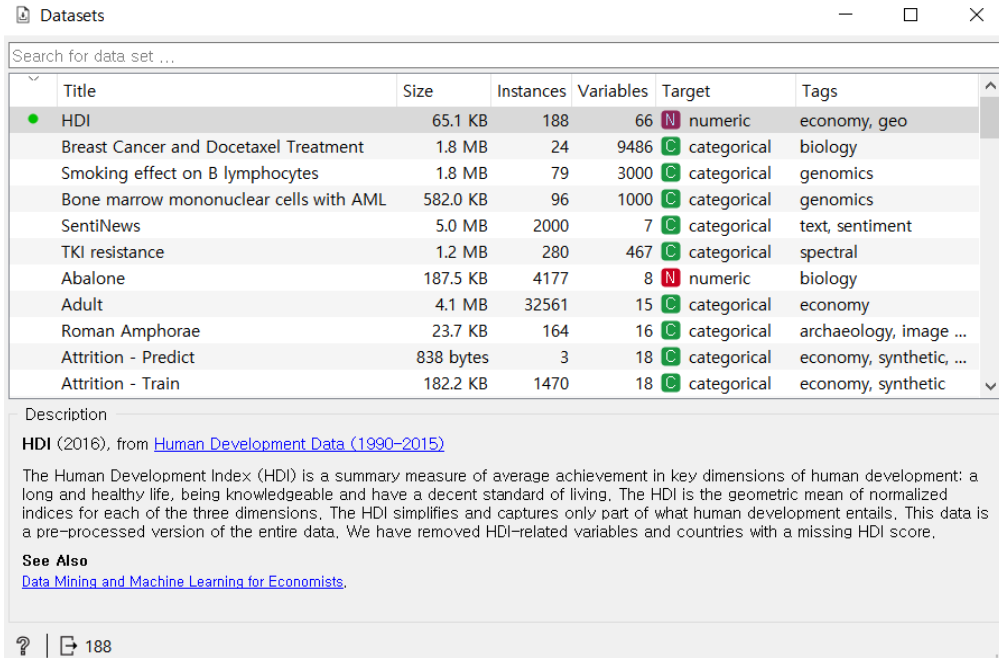 Datasets
Search for data set ...
Title Size Instances Variables Target Tags
HDI 65.1 KB 188 66 N numeric economy, geo
Breast Cancer and Docetaxel Treatment 1.8 MB 24 9486 C categorical biology
Smoking effect on B lymphocytes 1.8 MB 79 3000 C categorical genomics
Bone marrow mononuclear cells with AML 582.0 KB 96 1000 C categorical genomics
SentiNews 5.0 MB 2000 7 C categorical text, sentiment
TKI resistance 1.2 MB 280 467 C categorical spectral
Abalone 187.5 KB 4177 8 N numeric biology
Adult 4.1 MB 32561 15 C categorical economy
Roman Amphorae 23.7 KB 164 16 C categorical archaeology, image ...
Attrition - Predict 838 bytes 3 18 C categorical economy, synthetic, ...
Attrition - Train 182.2 KB 1470 18 C categorical economy, synthetic
Description
HDI (2016), from Human Development Data (1990-2015)
The Human Development Index (HDI) is a summary measure of average achievement in key dimensions of human development: a
long and healthy life, being knowledgeable and have a decent standard of living. The HDI is the geometric mean of normalized
indices for each of the three dimensions. The HDI simplifies and captures only part of what human development entails. This data is
a pre-processed version of the entire data. We have removed HDI-related variables and countries with a missing HDI score.
See Also
Data Mining and Machine Learning for Economists.
? 188